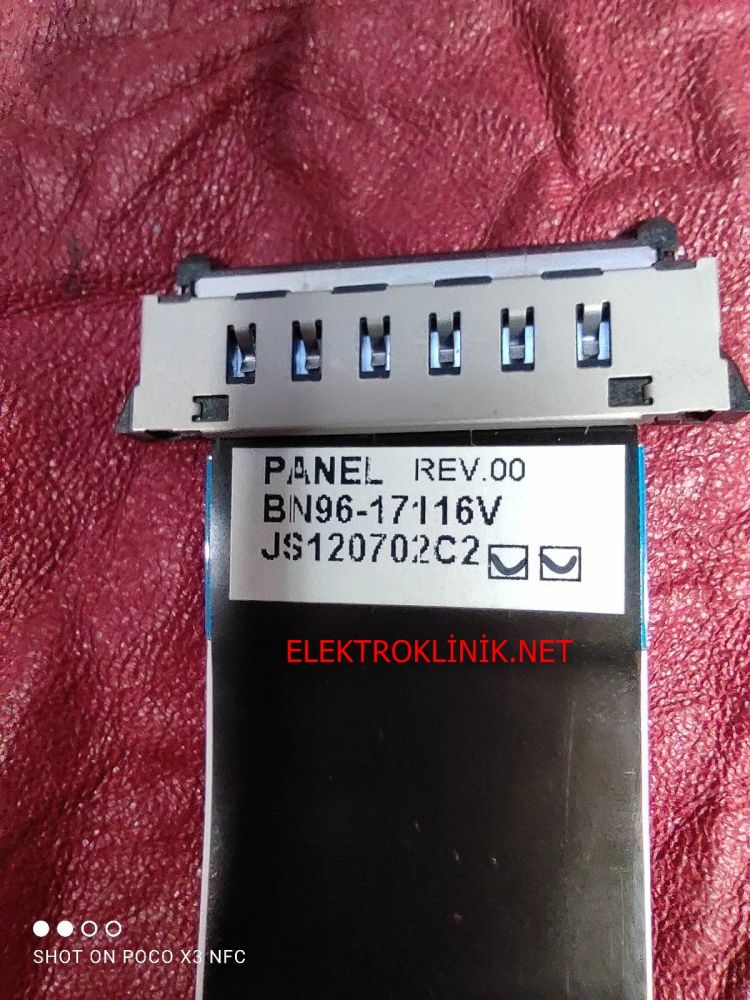 PANEL REV.00
BN96-17116V
JS120702C2
ELEKTROKLİNİK.NET
SHOT ON POCO X3 NFC